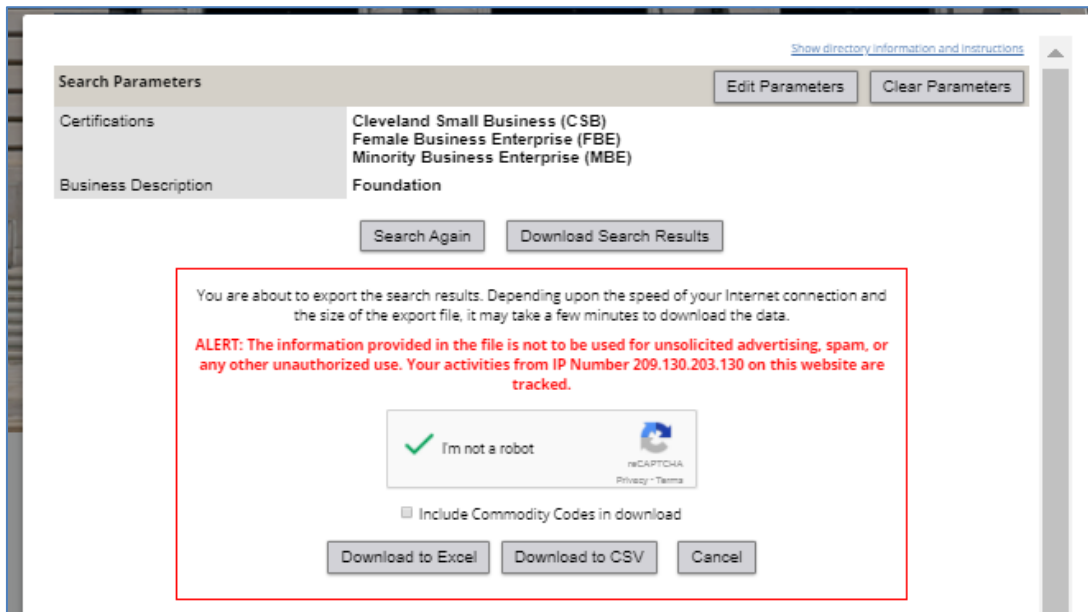 Show directory information and instructions
Search Parameters
Edit Parameters
Clear Parameters
Certifications
Cleveland Small Business (CSB)
Female Business Enterprise (FBE)
Minority Business Enterprise (MBE)
Business Description
Foundation
Search Again
Download Search Results
You are about to export the search results. Depending upon the speed of your Internet connection and
the size of the export file, it may take a few minutes to download the data.
ALERT: The information provided in the file is not to be used for unsolicited advertising, spam, or
any other unauthorized use. Your activities from IP Number 209.130.203.130 on this website are
tracked.
I'm not a robot
reCAPTCHA
Privacy - Terms
Include Commodity Codes in download
Download to Excel
Download to CSV
Cancel